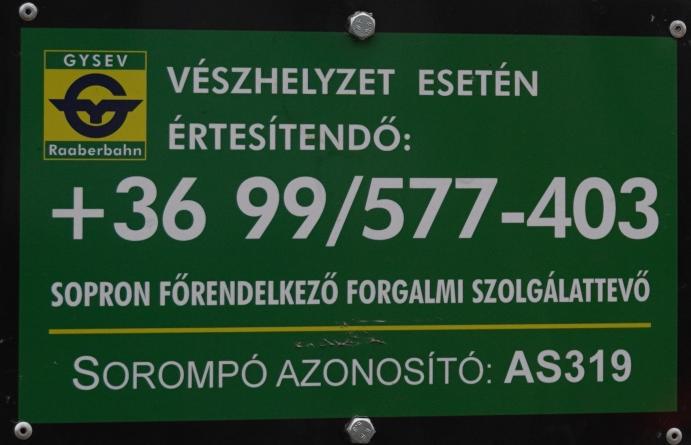 GYSEV
Raaberbahn
VÉSZHELYZET ESETÉN
ÉRTESÍTENDŐ:
+36 99/577-403
SOPRON FŐRENDELKEZŐ FORGALMI SZOLGÁLATTEVŐ
SOROMPÓ AZONOSÍTÓ: AS319